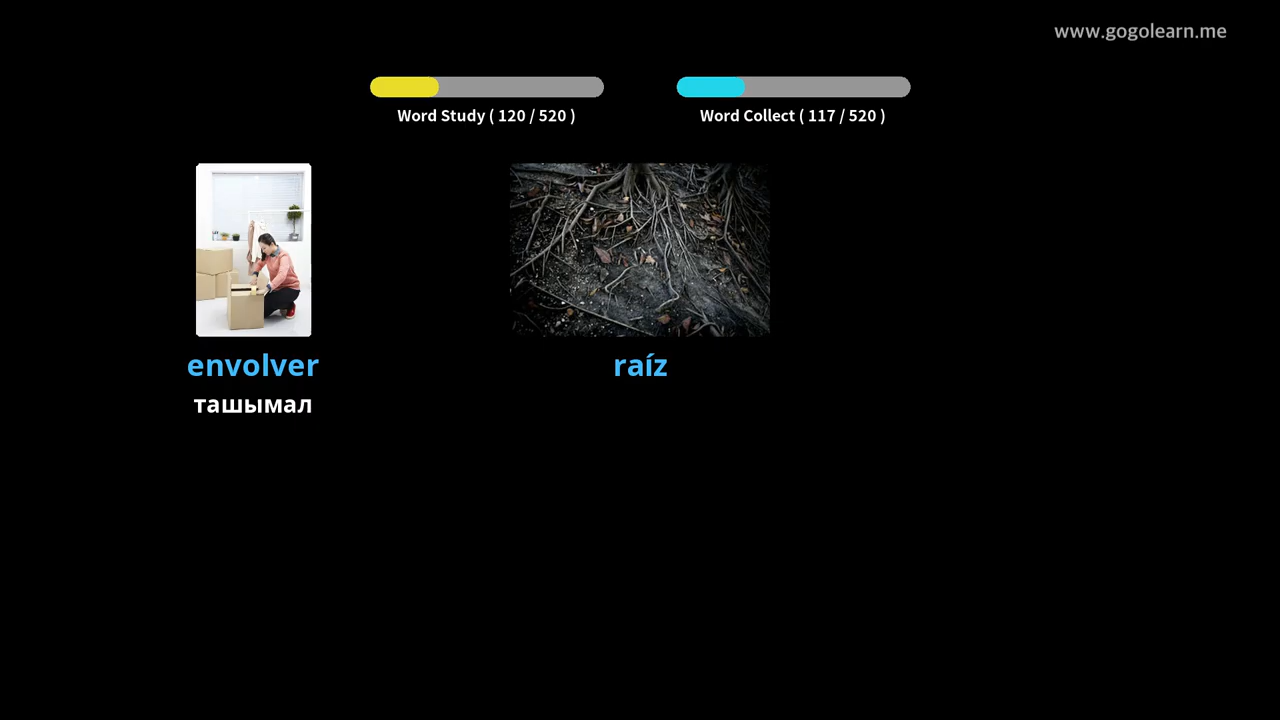 www.gogolearn.me
Word Study ( 120 / 520 )
Word Collect ( 117 / 520 )
envolver
ташымал
raíz